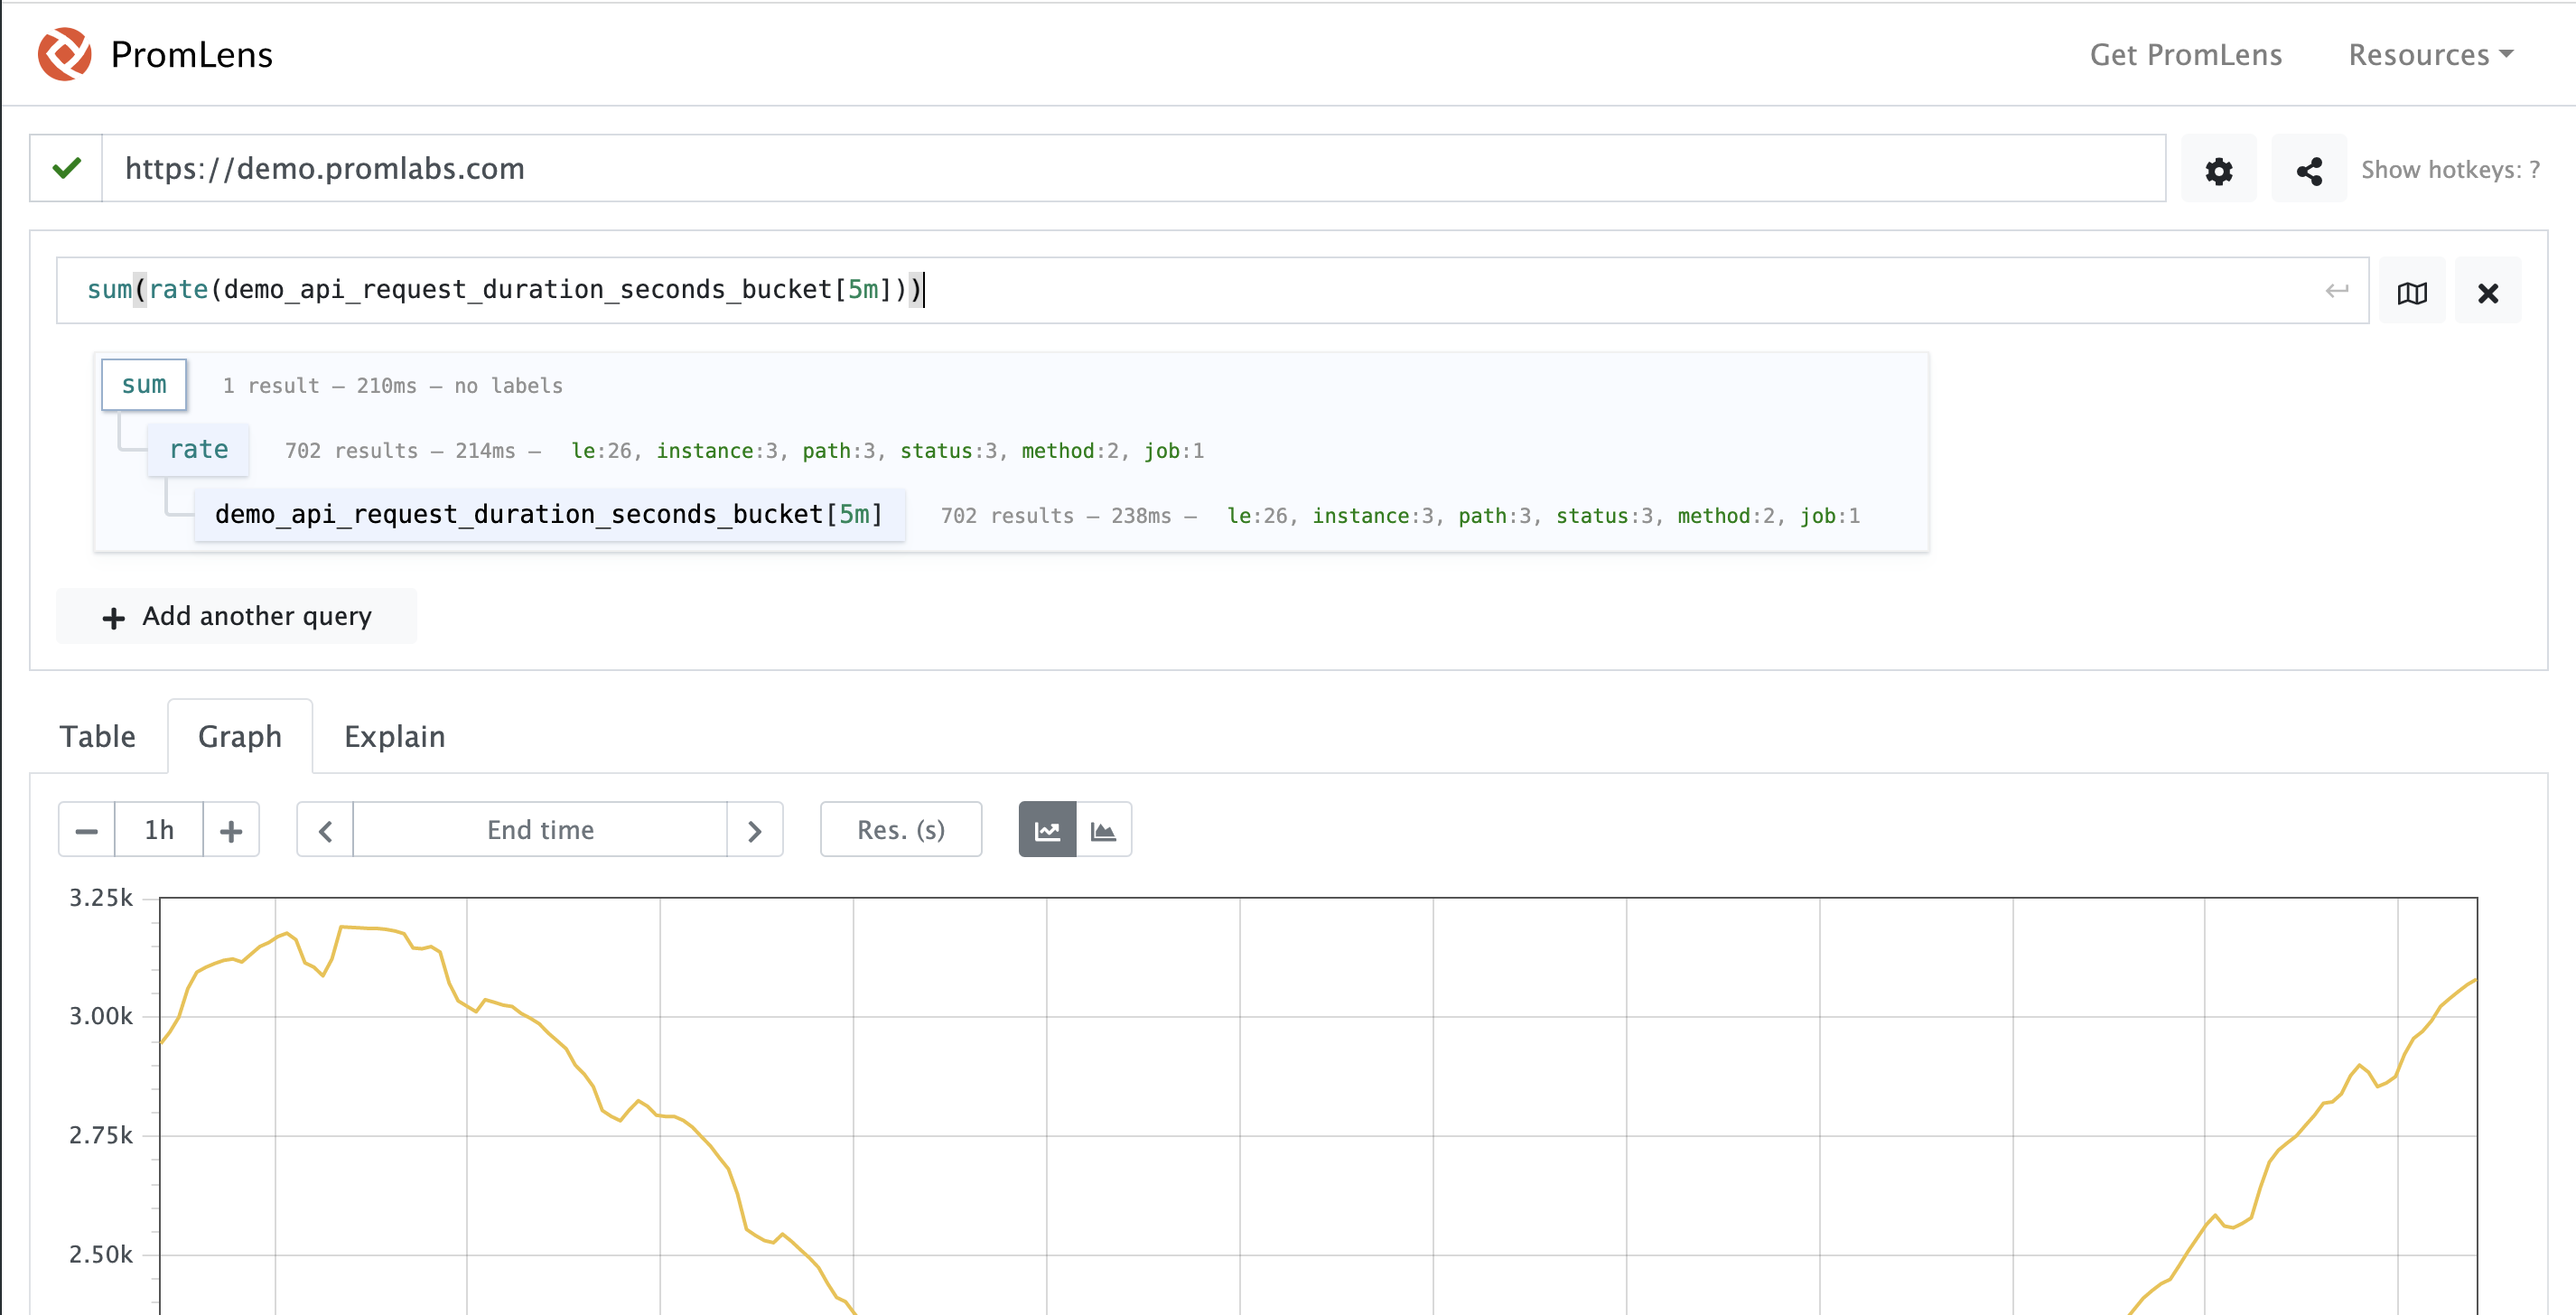 PromLens
Get PromLens
Resources
https://demo.promlabs.com
Show hotkeys: ?
sum(rate(demo_api_request_duration_seconds_bucket[5m]))
sum 1 result – 210ms – no labels
rate 702 results – 214ms – le:26, instance:3, path:3, status:3, method:2, job:1
demo_api_request_duration_seconds_bucket[5m] 702 results – 238ms – le:26, instance:3, path:3, status:3, method:2, job:1
Add another query
Table Graph Explain
1h End time Res. (s)
3.25k
3.00k
2.75k
2.50k